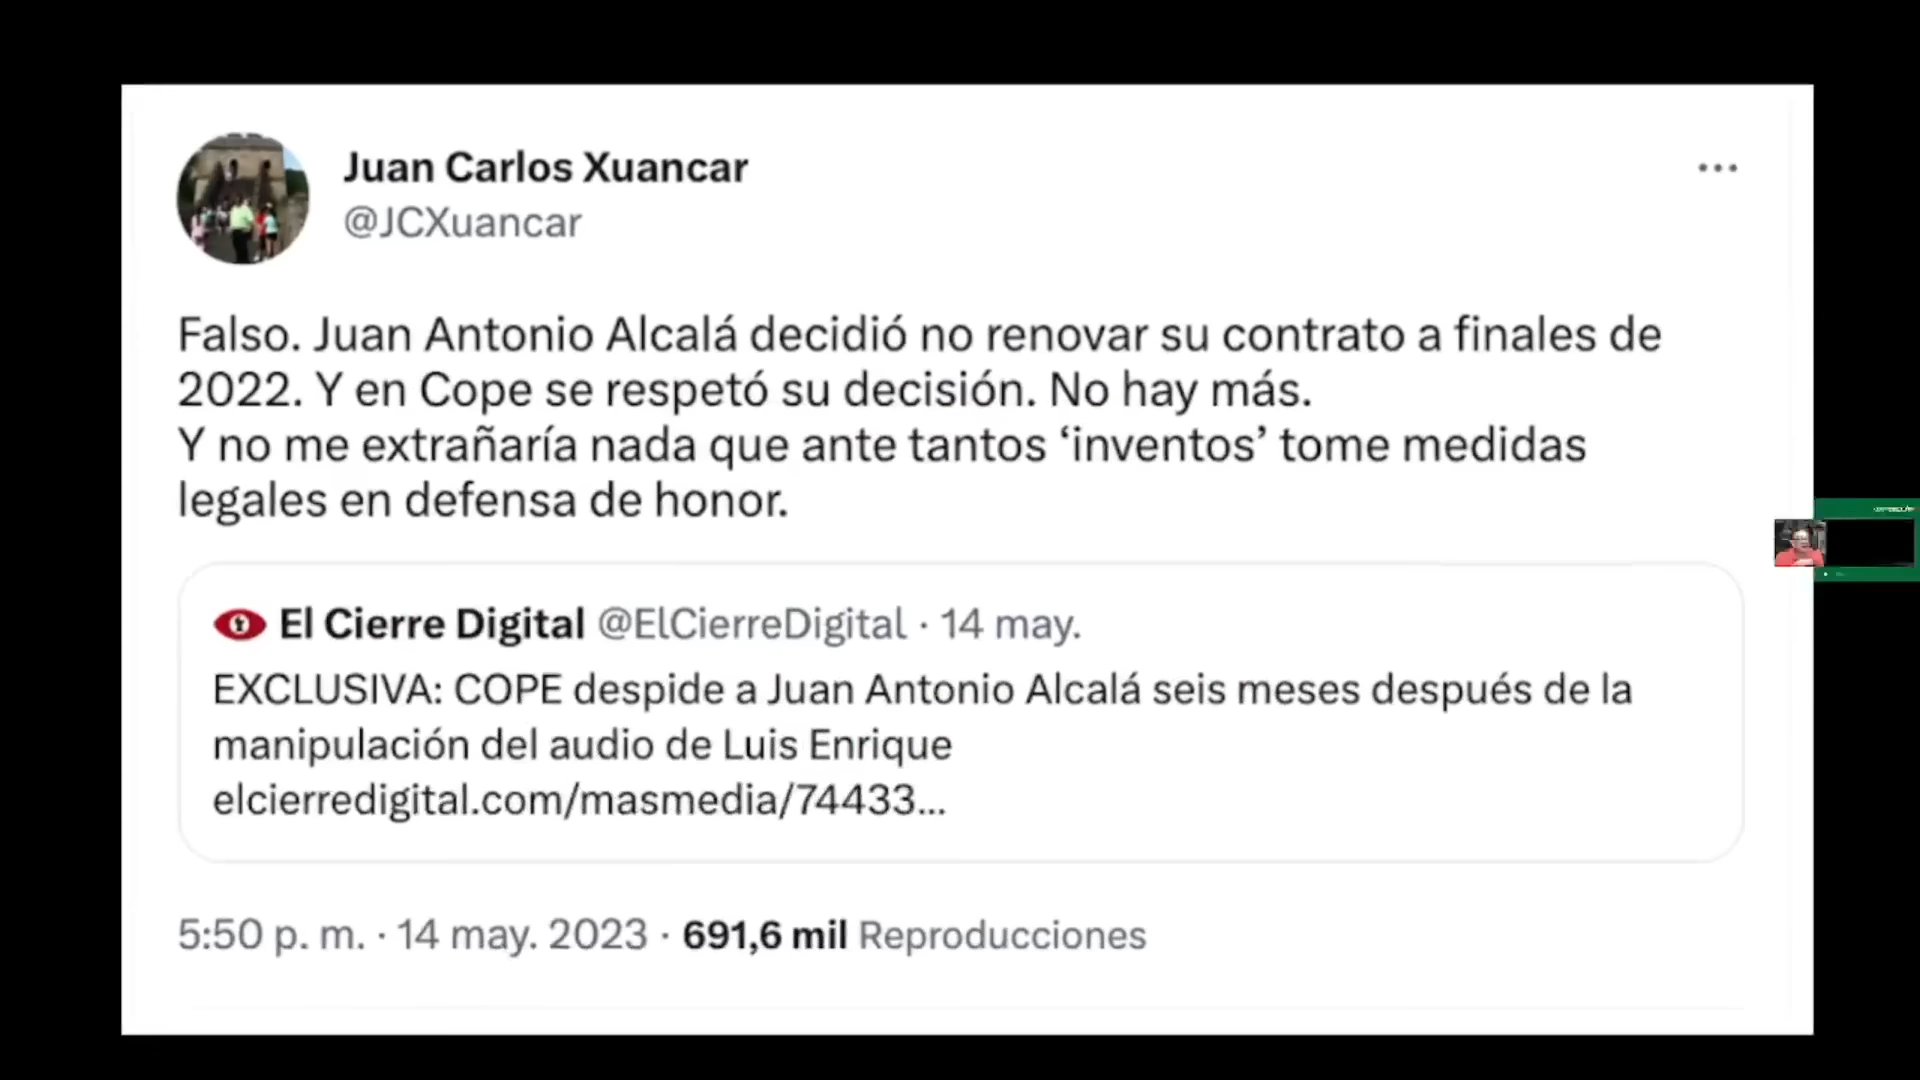 Juan Carlos Xuancar
@JCXuancar
Falso. Juan Antonio Alcalá decidió no renovar su contrato a finales de
2022. Y en Cope se respetó su decisión. No hay más.
Y no me extrañaría nada que ante tantos ‘inventos’ tome medidas
legales en defensa de honor.
El Cierre Digital @ElCierreDigital · 14 may.
EXCLUSIVA: COPE despide a Juan Antonio Alcalá seis meses después de la
manipulación del audio de Luis Enrique
elcierredigital.com/masmedia/74433...
5:50 p. m. · 14 may. 2023 · 691,6 mil Reproducciones